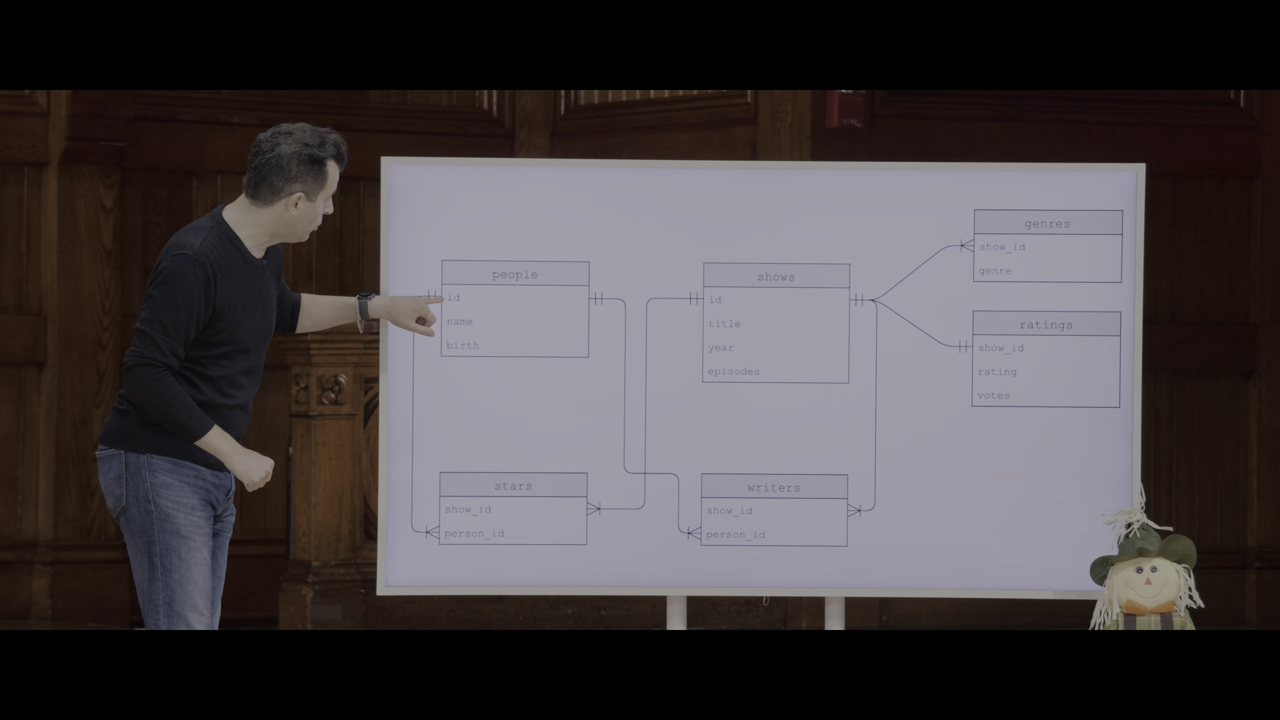 people
id
name
birth
shows
id
title
year
episodes
genres
show_id
genre
ratings
show_id
rating
votes
stars
show_id
person_id
writers
show_id
person_id